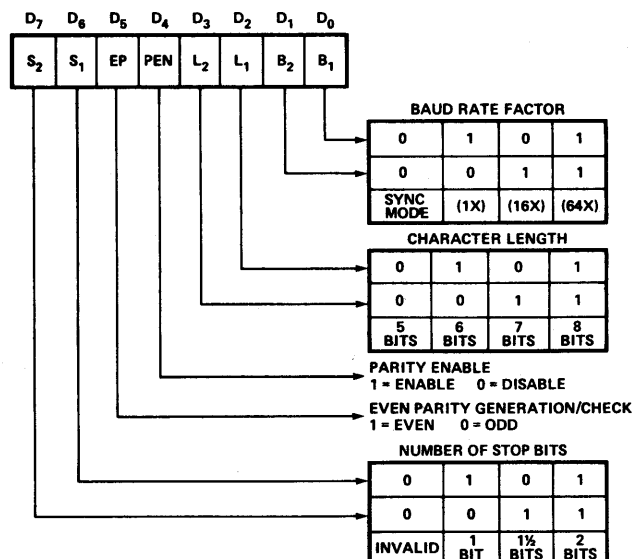 D7 D6 D5 D4 D3 D2 D1 D0
S2 S1 EP PEN L2 L1 B2 B1
BAUD RATE FACTOR
0 1 0 1
0 0 1 1
SYNC MODE (1X) (16X) (64X)
CHARACTER LENGTH
0 1 0 1
0 0 1 1
5 BITS 6 BITS 7 BITS 8 BITS
PARITY ENABLE
1 = ENABLE 0 = DISABLE
EVEN PARITY GENERATION/CHECK
1 = EVEN 0 = ODD
NUMBER OF STOP BITS
0 1 0 1
0 0 1 1
INVALID 1 BIT 1½ BITS 2 BITS